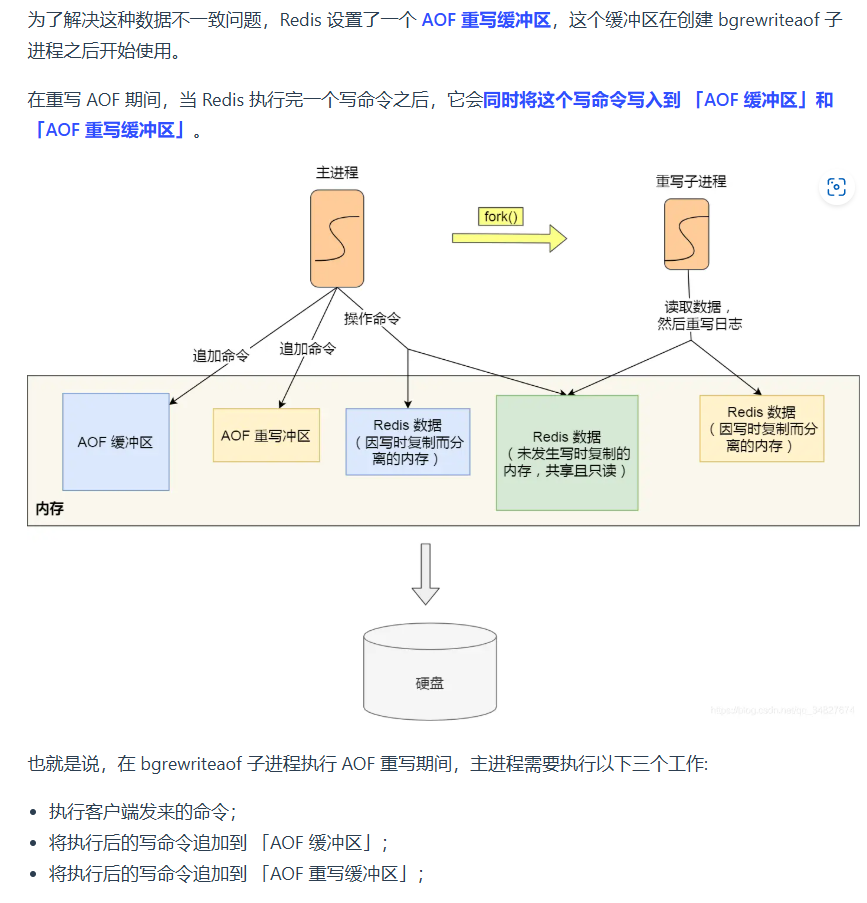 为了解决这种数据不一致问题，Redis 设置了一个 AOF 重写缓冲区，这个缓冲区在创建 bgrewriteaof 子
进程之后开始使用。
在重写 AOF 期间，当 Redis 执行完一个写命令之后，它会同时将这个写命令写入到 「AOF 缓冲区」和
「AOF 重写缓冲区」。
主进程
重写子进程
fork()
操作命令
读取数据，
然后重写日志
追加命令
追加命令
AOF 缓冲区
AOF 重写冲区
Redis 数据
（因写时复制而分
离的内存）
Redis 数据
（未发生写时复制的
内存，共享且只读）
Redis 数据
（因写时复制而分
离的内存）
内存
硬盘
也就是说，在 bgrewriteaof 子进程执行 AOF 重写期间，主进程需要执行以下三个工作:
• 执行客户端发来的命令；
• 将执行后的写命令追加到 「AOF 缓冲区」；
• 将执行后的写命令追加到 「AOF 重写缓冲区」；